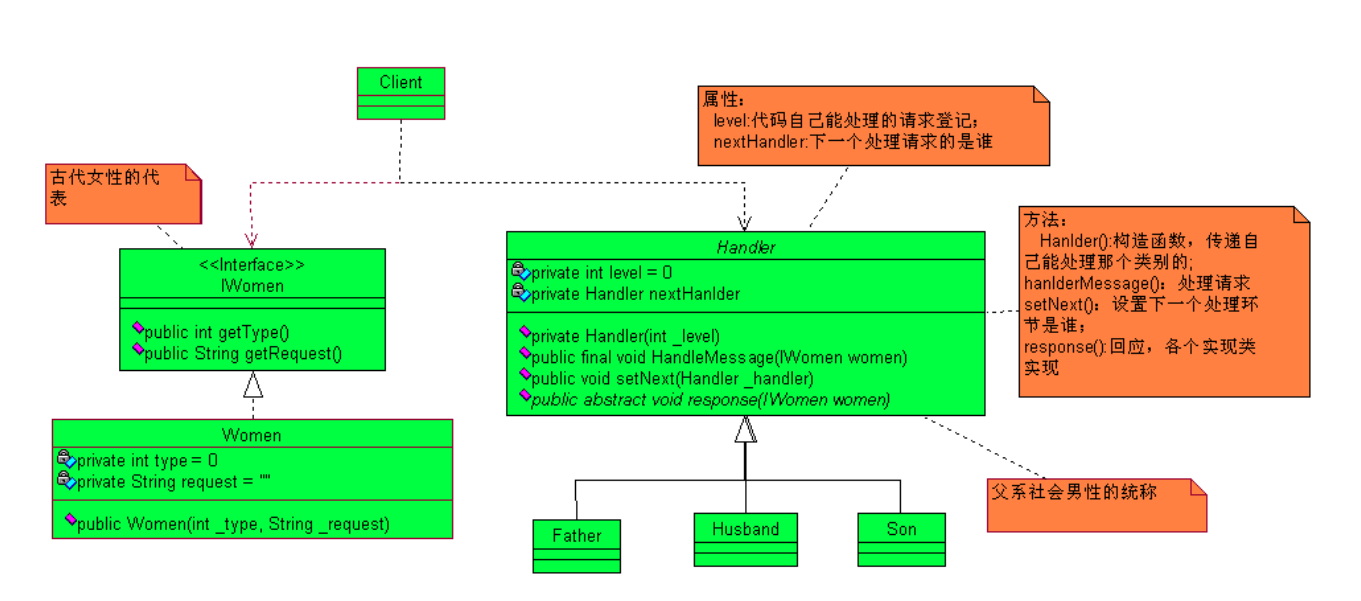 Client
属性：
level:代码自己能处理的请求登记；
nextHandler:下一个处理请求的是谁
古代女性的代
表
方法：
Hanlder():构造函数，传递自
己能处理那个类别的;
hanlderMessage()：处理请求
setNext()：设置下一个处理环
节是谁；
response():回应，各个实现类
实现
<<Interface>>
IWomen
public int getType()
public String getRequest()
Handler
private int level = 0
private Handler nextHanlder
private Handler(int _level)
public final void HandleMessage(IWomen women)
public void setNext(Handler _handler)
public abstract void response(IWomen women)
Women
private int type = 0
private String request = ""
public Women(int _type, String _request)
父系社会男性的统称
Father
Husband
Son